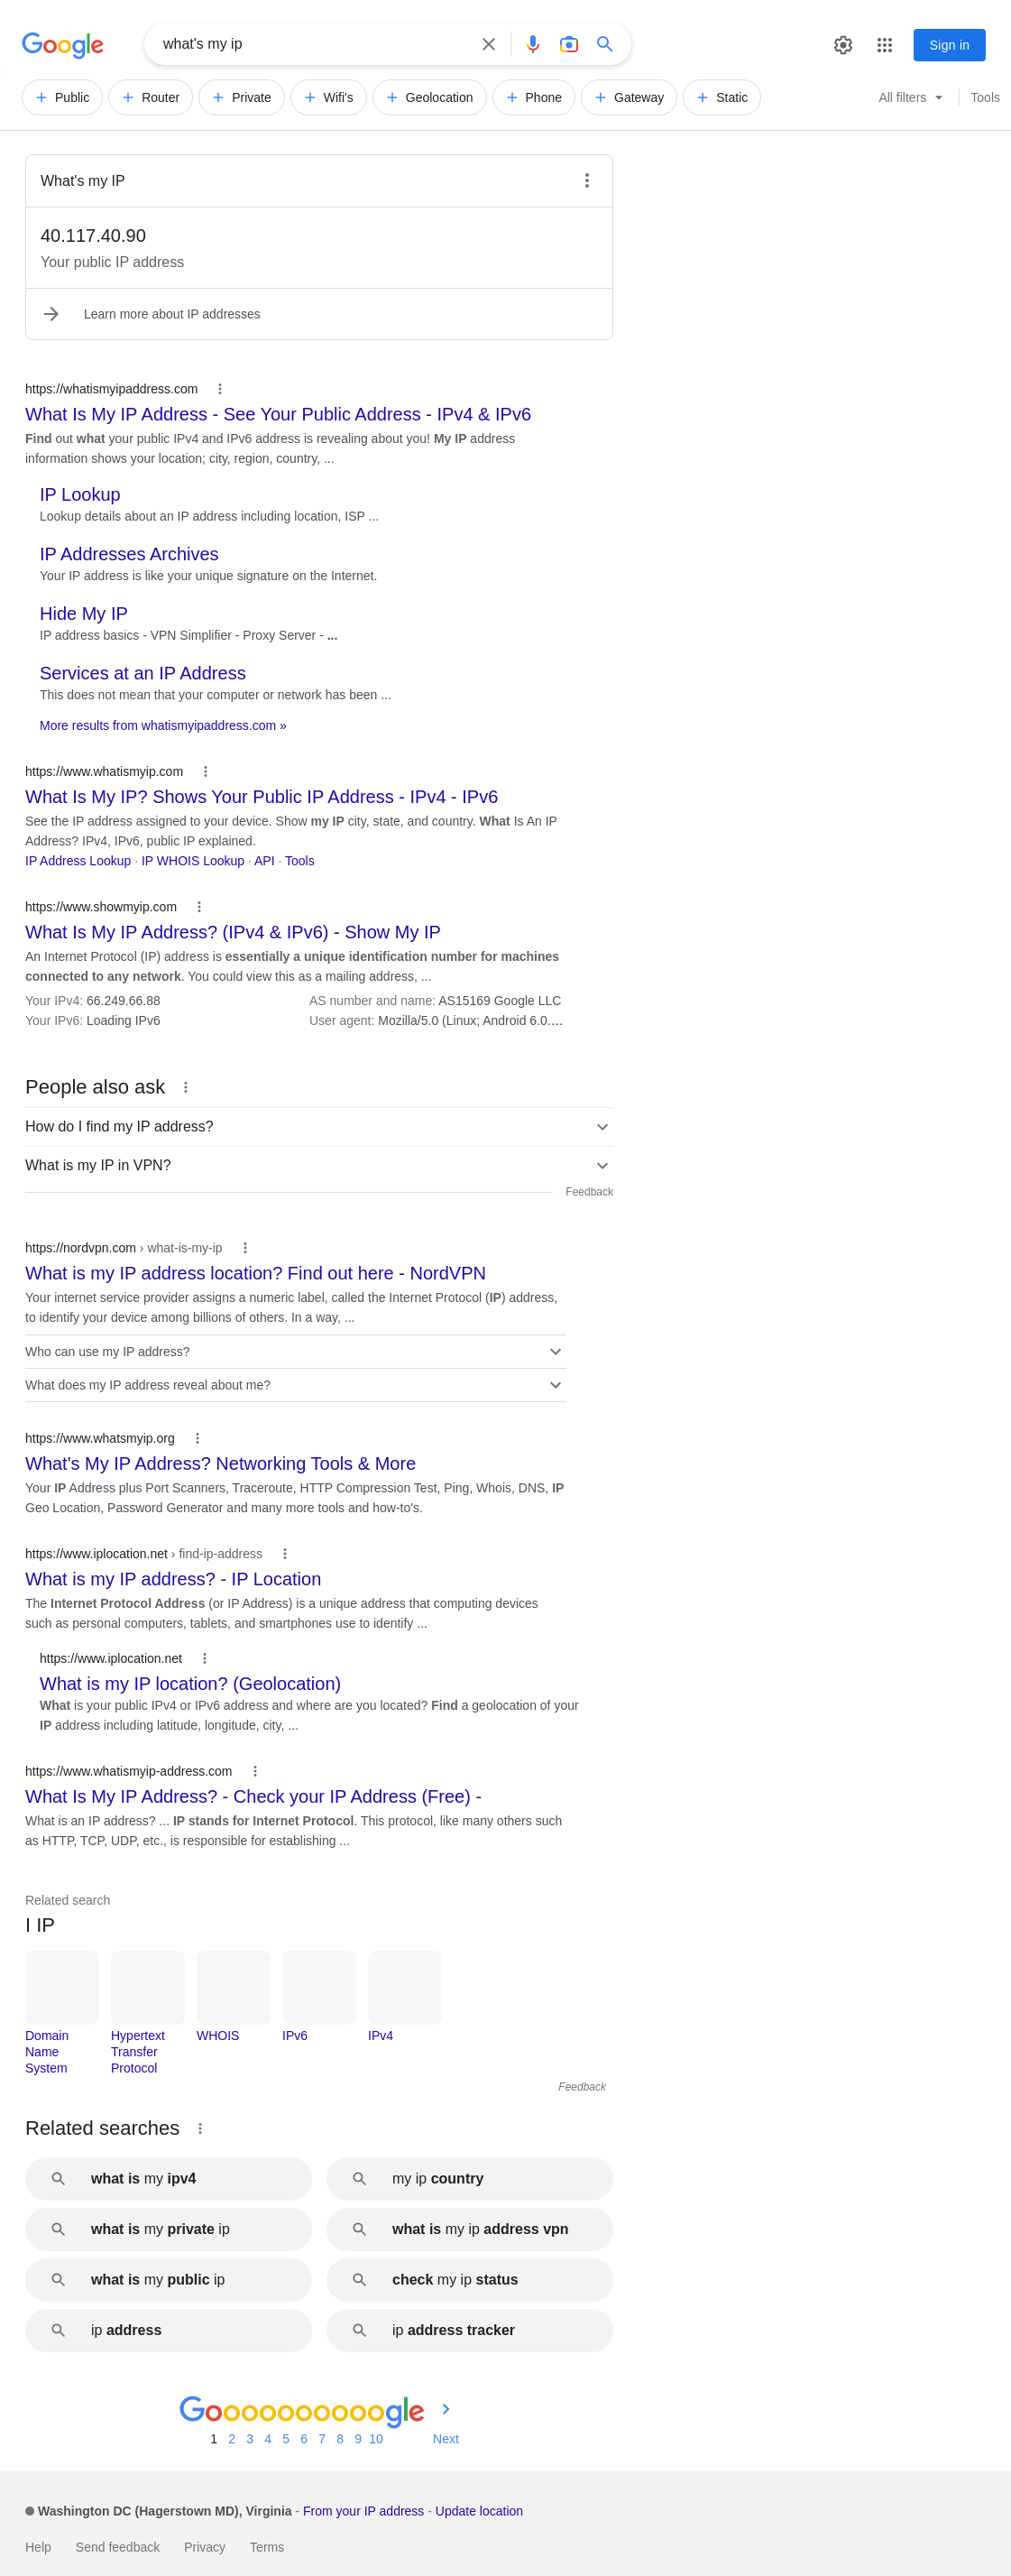 Google
what's my ip
Sign in
Public
Router
Private
Wifi's
Geolocation
Phone
Gateway
Static
All filters
Tools
What's my IP
40.117.40.90
Your public IP address
Learn more about IP addresses
https://whatismyipaddress.com
What Is My IP Address - See Your Public Address - IPv4 & IPv6
Find out what your public IPv4 and IPv6 address is revealing about you! My IP address
information shows your location; city, region, country, ...
IP Lookup
Lookup details about an IP address including location, ISP ...
IP Addresses Archives
Your IP address is like your unique signature on the Internet.
Hide My IP
IP address basics - VPN Simplifier - Proxy Server - ...
Services at an IP Address
This does not mean that your computer or network has been ...
More results from whatismyipaddress.com »
https://www.whatismyip.com
What Is My IP? Shows Your Public IP Address - IPv4 - IPv6
See the IP address assigned to your device. Show my IP city, state, and country. What Is An IP
Address? IPv4, IPv6, public IP explained.
IP Address Lookup · IP WHOIS Lookup · API · Tools
https://www.showmyip.com
What Is My IP Address? (IPv4 & IPv6) - Show My IP
An Internet Protocol (IP) address is essentially a unique identification number for machines
connected to any network. You could view this as a mailing address, ...
Your IPv4: 66.249.66.88
AS number and name: AS15169 Google LLC
Your IPv6: Loading IPv6
User agent: Mozilla/5.0 (Linux; Android 6.0....
People also ask
How do I find my IP address?
What is my IP in VPN?
Feedback
https://nordvpn.com › what-is-my-ip
What is my IP address location? Find out here - NordVPN
Your internet service provider assigns a numeric label, called the Internet Protocol (IP) address,
to identify your device among billions of others. In a way, ...
Who can use my IP address?
What does my IP address reveal about me?
https://www.whatsmyip.org
What's My IP Address? Networking Tools & More
Your IP Address plus Port Scanners, Traceroute, HTTP Compression Test, Ping, Whois, DNS, IP
Geo Location, Password Generator and many more tools and how-to's.
https://www.iplocation.net › find-ip-address
What is my IP address? - IP Location
The Internet Protocol Address (or IP Address) is a unique address that computing devices
such as personal computers, tablets, and smartphones use to identify ...
https://www.iplocation.net
What is my IP location? (Geolocation)
What is your public IPv4 or IPv6 address and where are you located? Find a geolocation of your
IP address including latitude, longitude, city, ...
https://www.whatismyip-address.com
What Is My IP Address? - Check your IP Address (Free) -
What is an IP address? ... IP stands for Internet Protocol. This protocol, like many others such
as HTTP, TCP, UDP, etc., is responsible for establishing ...
Related search
I IP
Domain
Name
System
Hypertext
Transfer
Protocol
WHOIS
IPv6
IPv4
Feedback
Related searches
what is my ipv4
my ip country
what is my private ip
what is my ip address vpn
what is my public ip
check my ip status
ip address
ip address tracker
Goooooooooogle
1 2 3 4 5 6 7 8 9 10 Next
Washington DC (Hagerstown MD), Virginia - From your IP address - Update location
Help Send feedback Privacy Terms